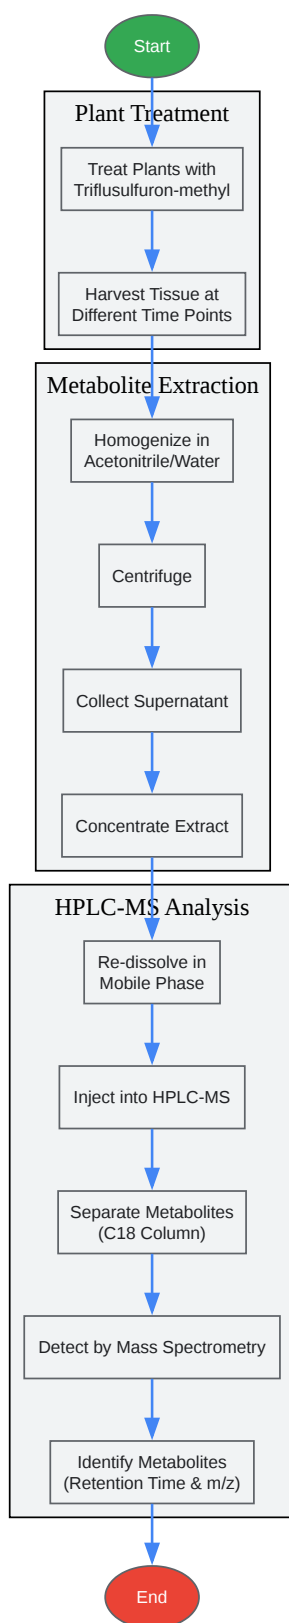 Start
Plant Treatment
Treat Plants with
Triflusulfuron-methyl
Harvest Tissue at
Different Time Points
Metabolite Extraction
Homogenize in
Acetonitrile/Water
Centrifuge
Collect Supernatant
Concentrate Extract
HPLC-MS Analysis
Re-dissolve in
Mobile Phase
Inject into HPLC-MS
Separate Metabolites
(C18 Column)
Detect by Mass Spectrometry
Identify Metabolites
(Retention Time & m/z)
End